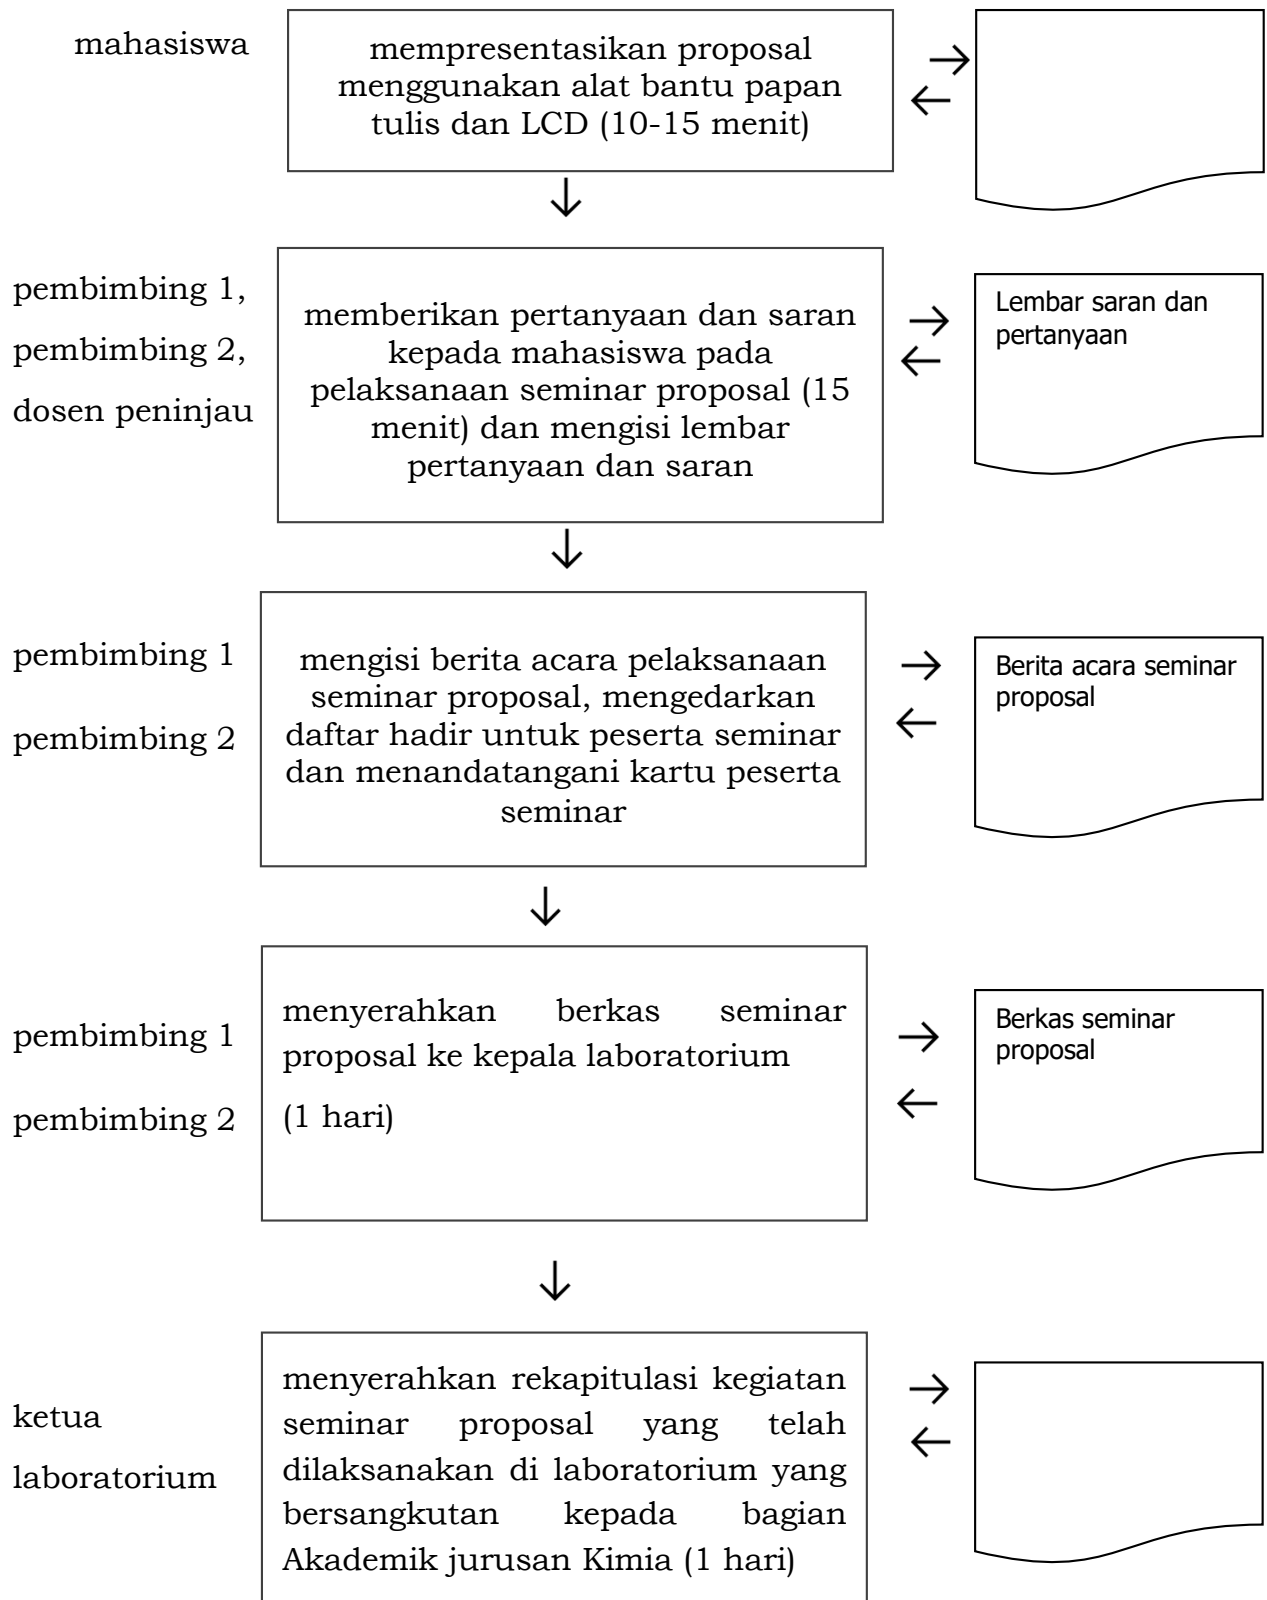 mahasiswa
mempresentasikan proposal
menggunakan alat bantu papan
tulis dan LCD (10-15 menit)
pembimbing 1,
pembimbing 2,
dosen peninjau
memberikan pertanyaan dan saran
kepada mahasiswa pada
pelaksanaan seminar proposal (15
menit) dan mengisi lembar
pertanyaan dan saran
Lembar saran dan
pertanyaan
pembimbing 1
pembimbing 2
mengisi berita acara pelaksanaan
seminar proposal, mengedarkan
daftar hadir untuk peserta seminar
dan menandatangani kartu peserta
seminar
Berita acara seminar
proposal
pembimbing 1
pembimbing 2
menyerahkan berkas seminar
proposal ke kepala laboratorium
(1 hari)
Berkas seminar
proposal
ketua
laboratorium
menyerahkan rekapitulasi kegiatan
seminar proposal yang telah
dilaksanakan di laboratorium yang
bersangkutan kepada bagian
Akademik jurusan Kimia (1 hari)